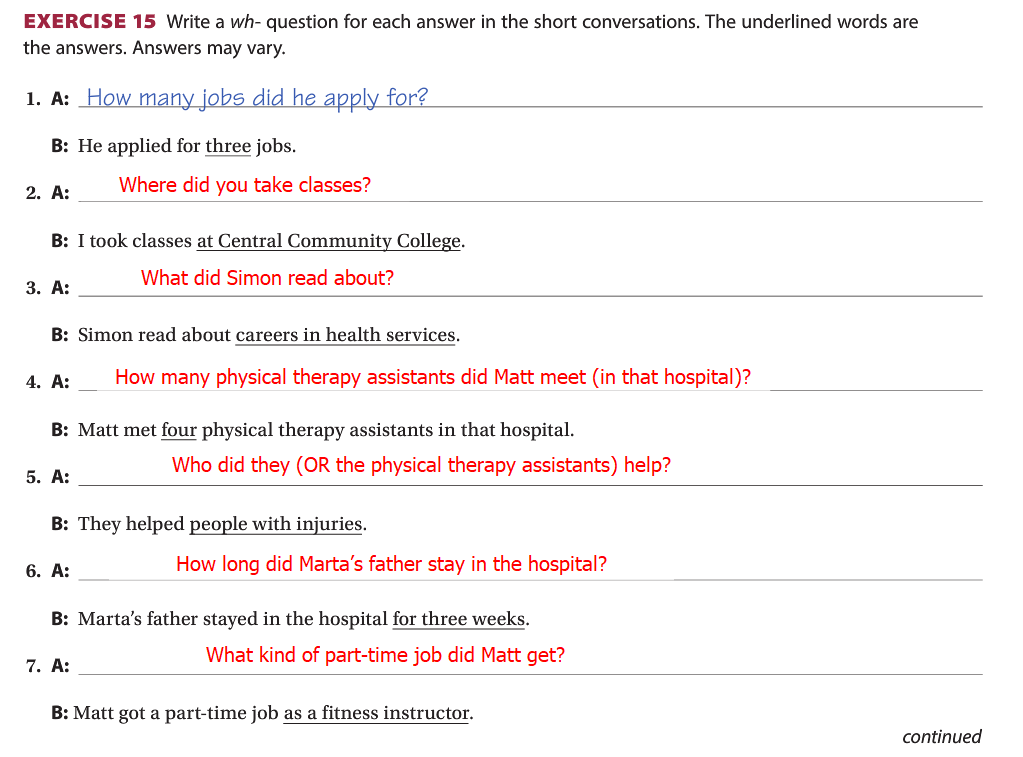 EXERCISE 15 Write a wh- question for each answer in the short conversations. The underlined words are
the answers. Answers may vary.
1. A: How many jobs did he apply for?
B: He applied for three jobs.
2. A: Where did you take classes?
B: I took classes at Central Community College.
3. A: What did Simon read about?
B: Simon read about careers in health services.
4. A: How many physical therapy assistants did Matt meet (in that hospital)?
B: Matt met four physical therapy assistants in that hospital.
5. A: Who did they (OR the physical therapy assistants) help?
B: They helped people with injuries.
6. A: How long did Marta's father stay in the hospital?
B: Marta's father stayed in the hospital for three weeks.
7. A: What kind of part-time job did Matt get?
B: Matt got a part-time job as a fitness instructor.
continued